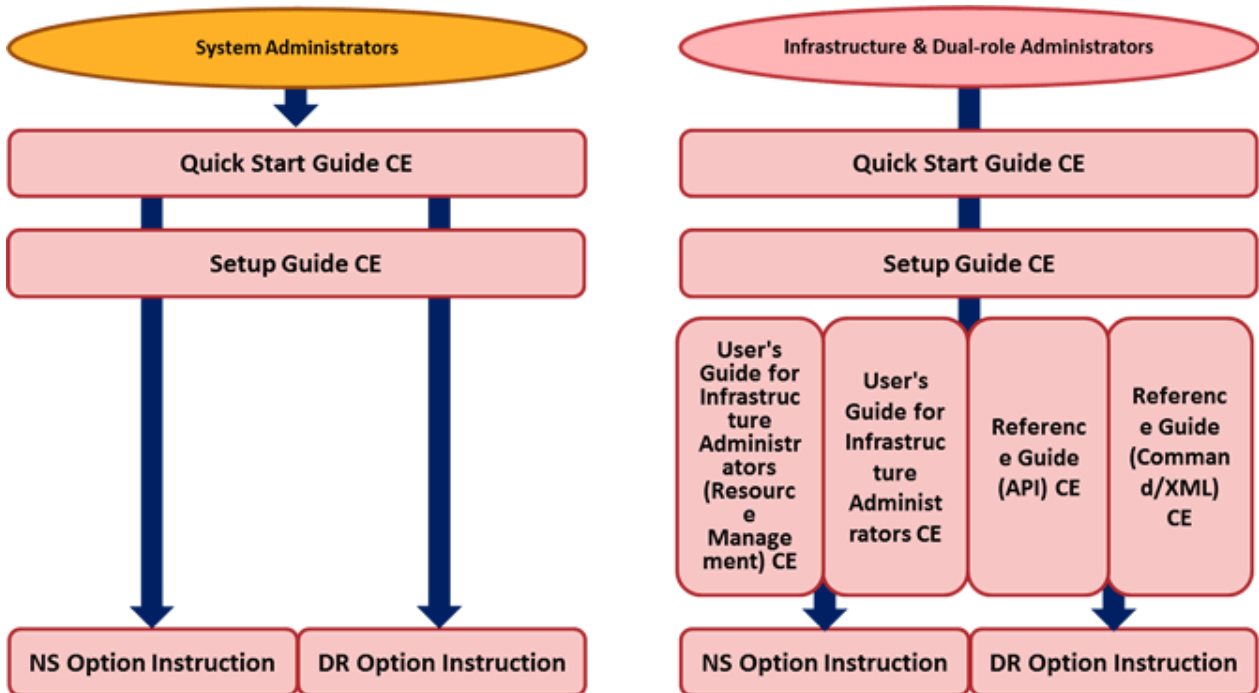 System Administrators
Quick Start Guide CE
Setup Guide CE
NS Option Instruction
DR Option Instruction
Infrastructure & Dual-role Administrators
Quick Start Guide CE
Setup Guide CE
User's
Guide for
Infrastruc
ture
Administr
ators
(Resourc
e
Manage
ment) CE
User's
Guide for
Infrastruc
ture
Administ
rators CE
Referenc
e Guide
(API) CE
Referenc
e Guide
(Comman
d/XML)
CE
NS Option Instruction
DR Option Instruction